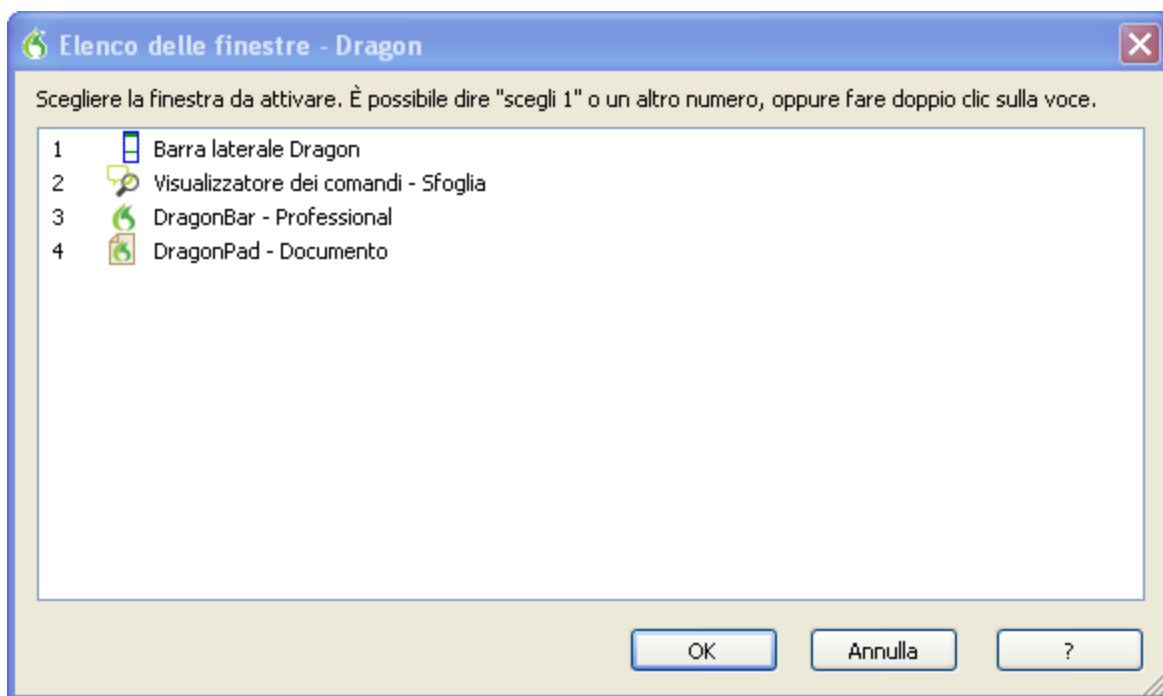 Elenco delle finestre - Dragon
Scegliere la finestra da attivare. È possibile dire "scegli 1" o un altro numero, oppure fare doppio clic sulla voce.
1 Barra laterale Dragon
2 Visualizzatore dei comandi - Sfoglia
3 DragonBar - Professional
4 DragonPad - Documento
OK Annulla ?